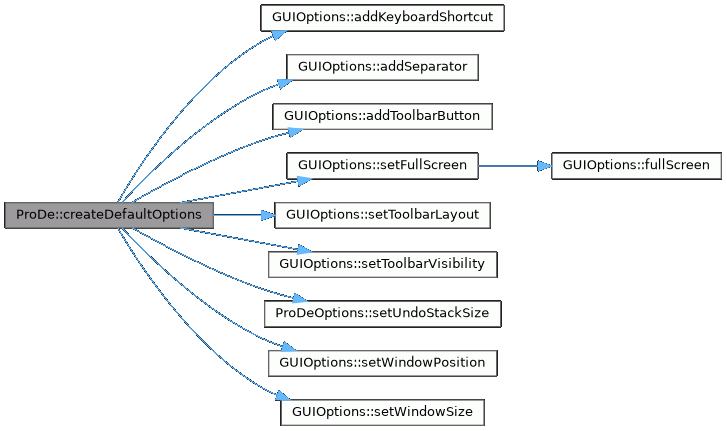 GUIOptions::addKeyboardShortcut
GUIOptions::addSeparator
GUIOptions::addToolbarButton
GUIOptions::setFullScreen
GUIOptions::fullScreen
ProDe::createDefaultOptions
GUIOptions::setToolbarLayout
GUIOptions::setToolbarVisibility
ProDeOptions::setUndoStackSize
GUIOptions::setWindowPosition
GUIOptions::setWindowSize